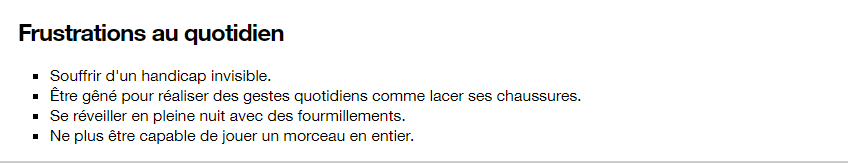 Frustrations au quotidien
▪ Souffrir d'un handicap invisible.
▪ Être gêné pour réaliser des gestes quotidiens comme lacer ses chaussures.
▪ Se réveiller en pleine nuit avec des fourmillements.
▪ Ne plus être capable de jouer un morceau en entier.